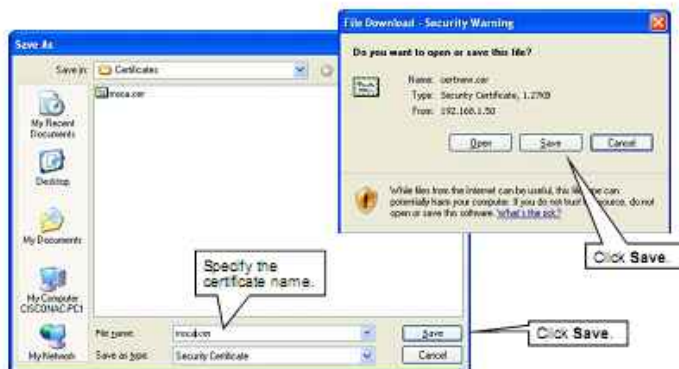 File Download - Security Warning
Do you want to open or save this file?
Name: certnew.cer
Type: Security Certificate, 1.27KB
From: 192.168.1.50
Open
Save
Cancel
While files from the Internet can be useful, this file type can
potentially harm your computer. If you do not trust the source, do not
open or save this software. What's the risk?
Click Save.
Save As
Save in:
Certificates
My Recent
Documents
Desktop
My Documents
My Computer
CISCONAC-PC1
My Network
Specify the
certificate name.
File name:
Save
Save as type:
Security Certificate
Cancel
Click Save.